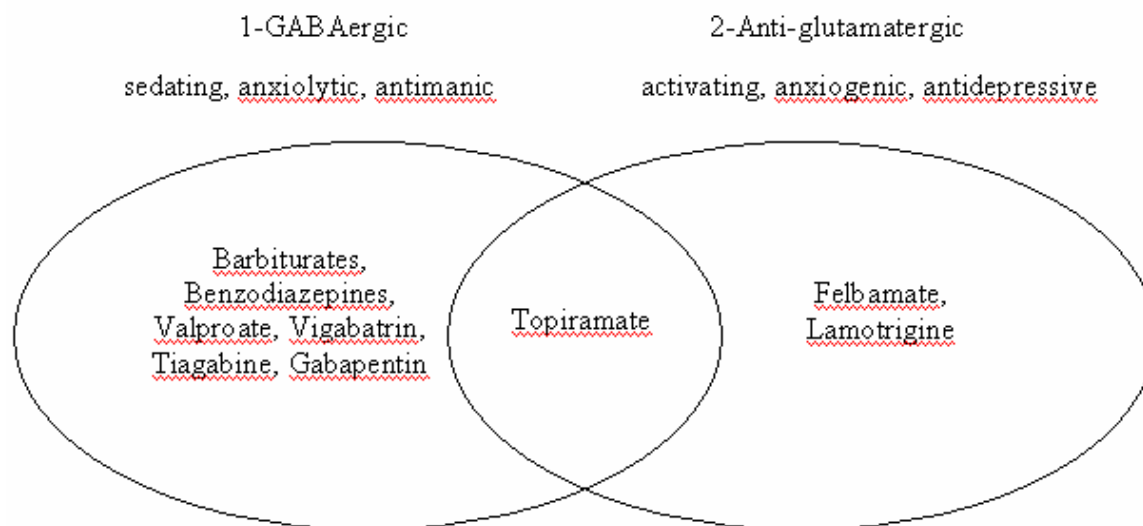 1-GABAergic
2-Anti-glutamatergic
sedating, anxiolytic, antimanic
activating, anxiogenic, antidepressive
Barbiturates,
Benzodiazepines,
Valproate, Vigabatrin,
Tiagabine, Gabapentin
Topiramate
Felbamate,
Lamotrigine